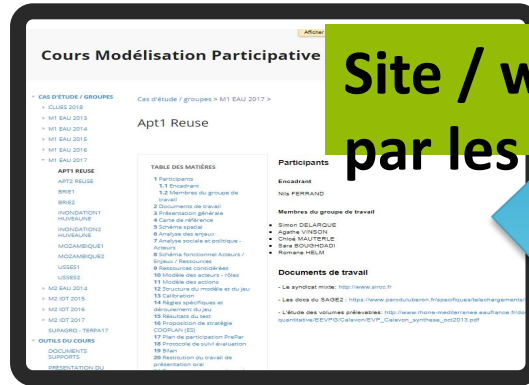 Afficher
Cours Modélisation Participative
Site / w
par les
CAS D'ÉTUDE / GROUPES
CLUES 2018
M1 EAU 2013
M1 EAU 2014
M1 EAU 2015
M1 EAU 2016
M1 EAU 2017
APT1 REUSE
APT2 REUSE
BRIE1
BRIE2
INONDATION1
HUVEAUNE
INONDATION2
HUVEAUNE
MOZAMBIQUE1
MOZAMBIQUE2
USSES1
USSES2
M2 EAU 2014
M2 IOT 2015
M2 IOT 2016
M2 IOT 2017
SUPAGRO - TERPA17
OUTILS DU COURS
DOCUMENTS
SUPPORTS
PRÉSENTATION DU
Cas d'étude / groupes > M1 EAU 2017 >
Apt1 Reuse
TABLE DES MATIÈRES
1 Participants
1.1 Encadrant
1.2 Membres du groupe de
travail
2 Documents de travail
3 Présentation générale
4 Carte de référence
5 Schéma spacial
6 Analyse des enjeux
7 Analyse sociale et politique -
Acteurs
8 Schéma fonctionnel Acteurs /
Enjeux / Ressources
9 Ressources considérées
10 Modèle des acteurs - rôles
11 Modèle des actions
12 Structure du modèle et du jeu
13 Calibration
14 Règles spécifiques et
déroulement du jeu
15 Résultats du test
16 Proposition de stratégie
COOPLAN (ES)
17 Plan de participation PrePar
18 Protocole de suivi évaluation
19 Bilan
20 Restitution du travail de
présentation oral
Participants
Encadrant
Nils FERRAND
Membres du groupe de travail
Simon DELARQUE
Agathe VINSON
Chloé MAUTERLE
Sara BOUGHDADI
Romane HELM
Documents de travail
- Le syndicat mixte: http://www.sirco.fr
- Les docs du SAGE2 : https://www.parcduluberon.fr/specifiques/telechargements/
- L'étude des volumes prélevables: http://www.rhone-mediterranee.eaufrance.fr/do
quantitative/EEVPG/Calavon/EVP_Calavon_synthese_oct2013.pdf